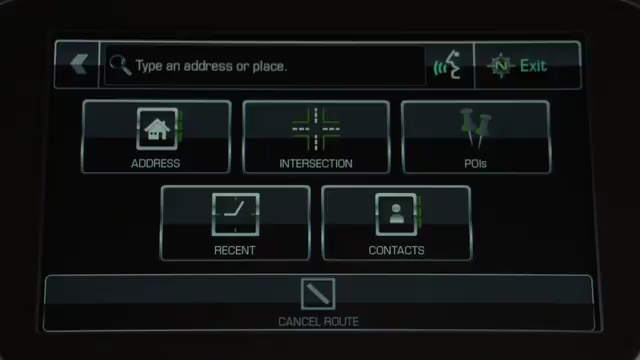 Type an address or place.
N Exit
ADDRESS
INTERSECTION
POIs
RECENT
CONTACTS
CANCEL ROUTE